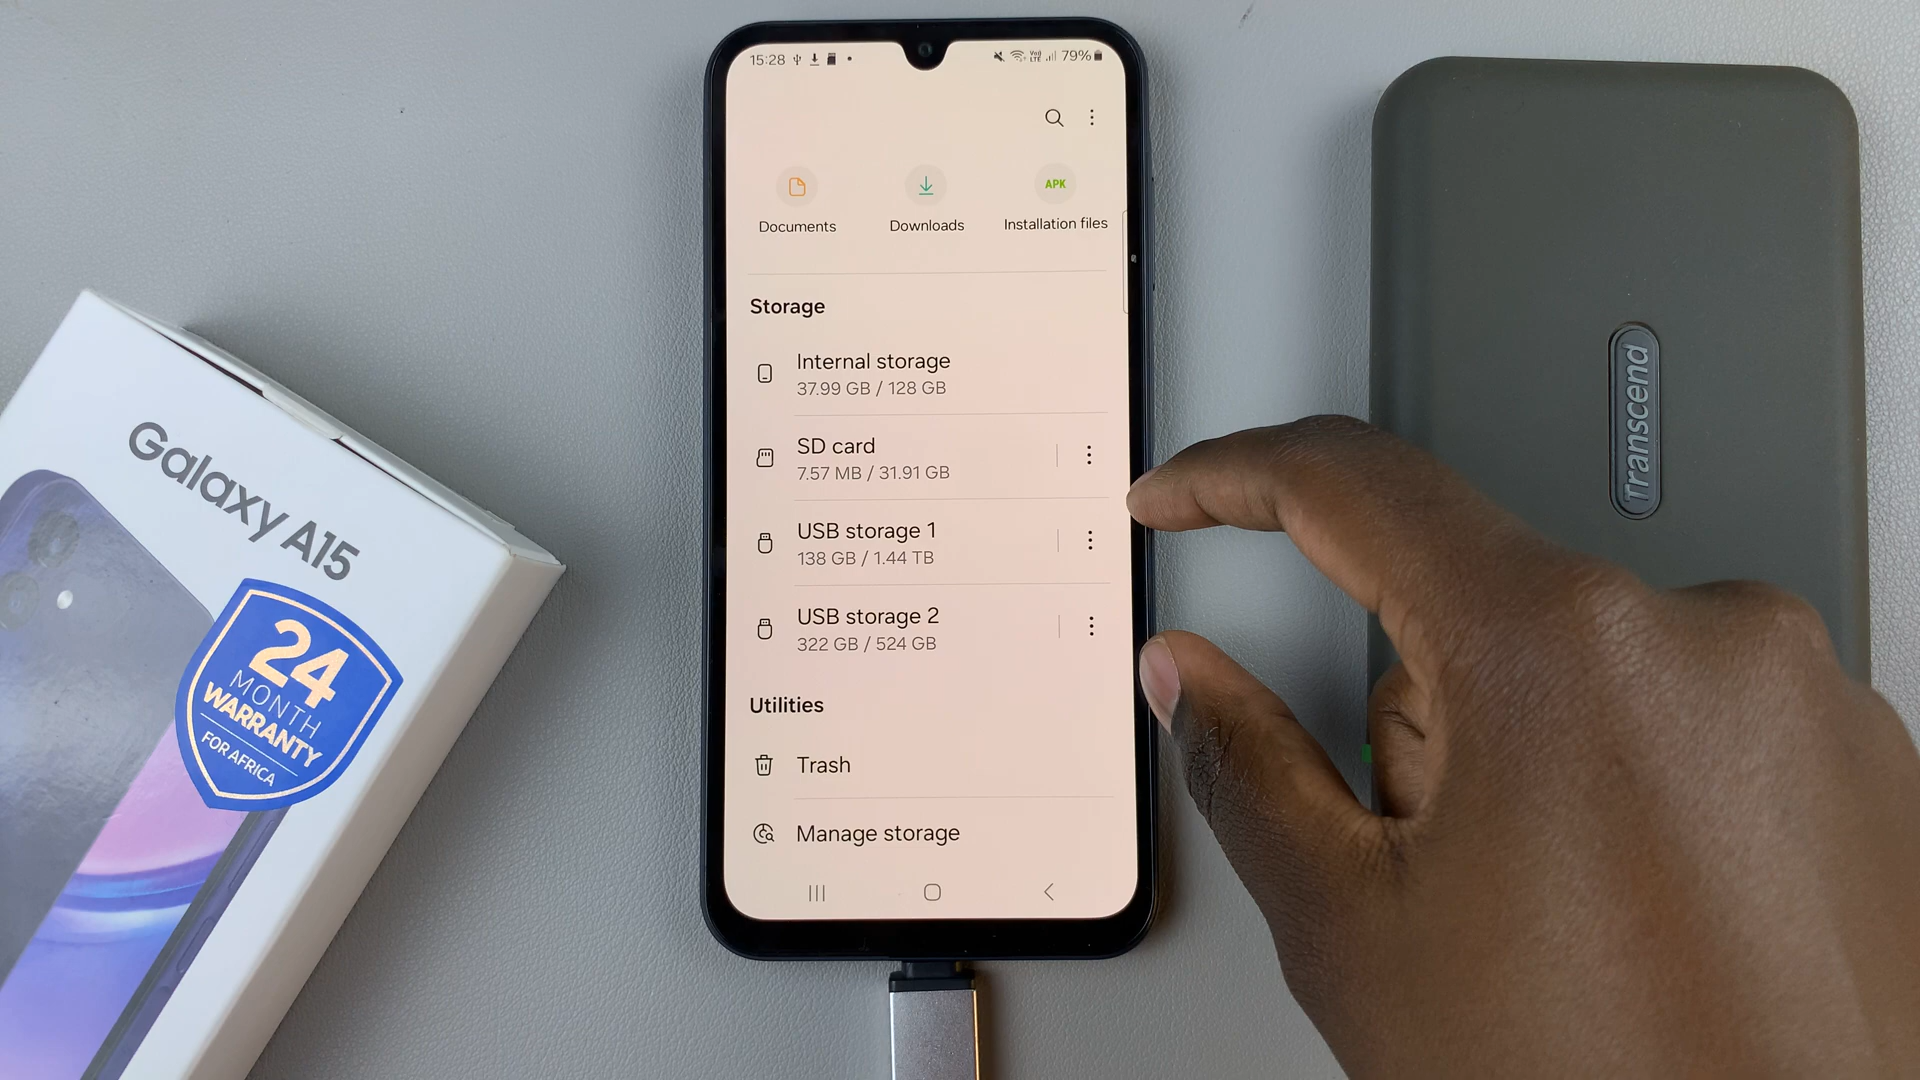 15:28
Vo))
LTE
79%
Documents
Downloads
APK
Installation files
Storage
Internal storage
37.99 GB / 128 GB
SD card
7.57 MB / 31.91 GB
USB storage 1
138 GB / 1.44 TB
USB storage 2
322 GB / 524 GB
Utilities
Trash
Manage storage
Galaxy A15
24
MONTH
WARRANTY
FOR AFRICA
Transcend